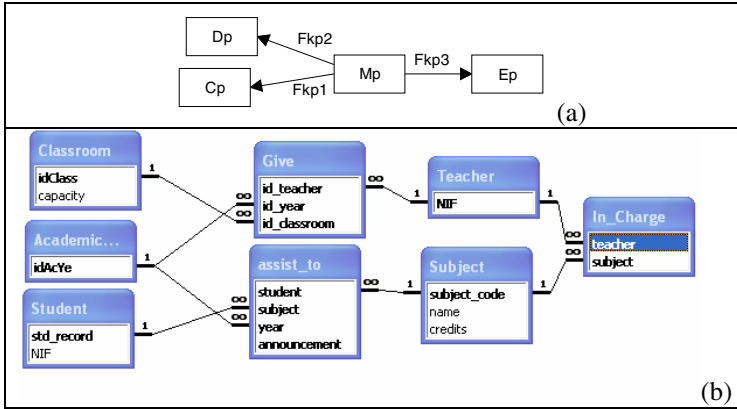 Dp
Fkp2
Mp
Fkp3
Ep
Cp
Fkp1
(a)
Classroom
idClass
capacity
1
Give
id_teacher
id_year
id_classroom
∞
∞
∞
1
Teacher
NIF
1
In_Charge
teacher
subject
∞
∞
Academic...
idAcYe
1
assist_to
student
subject
year
announcement
∞
∞
∞
1
Subject
subject_code
name
credits
1
Student
std_record
NIF
1
(b)